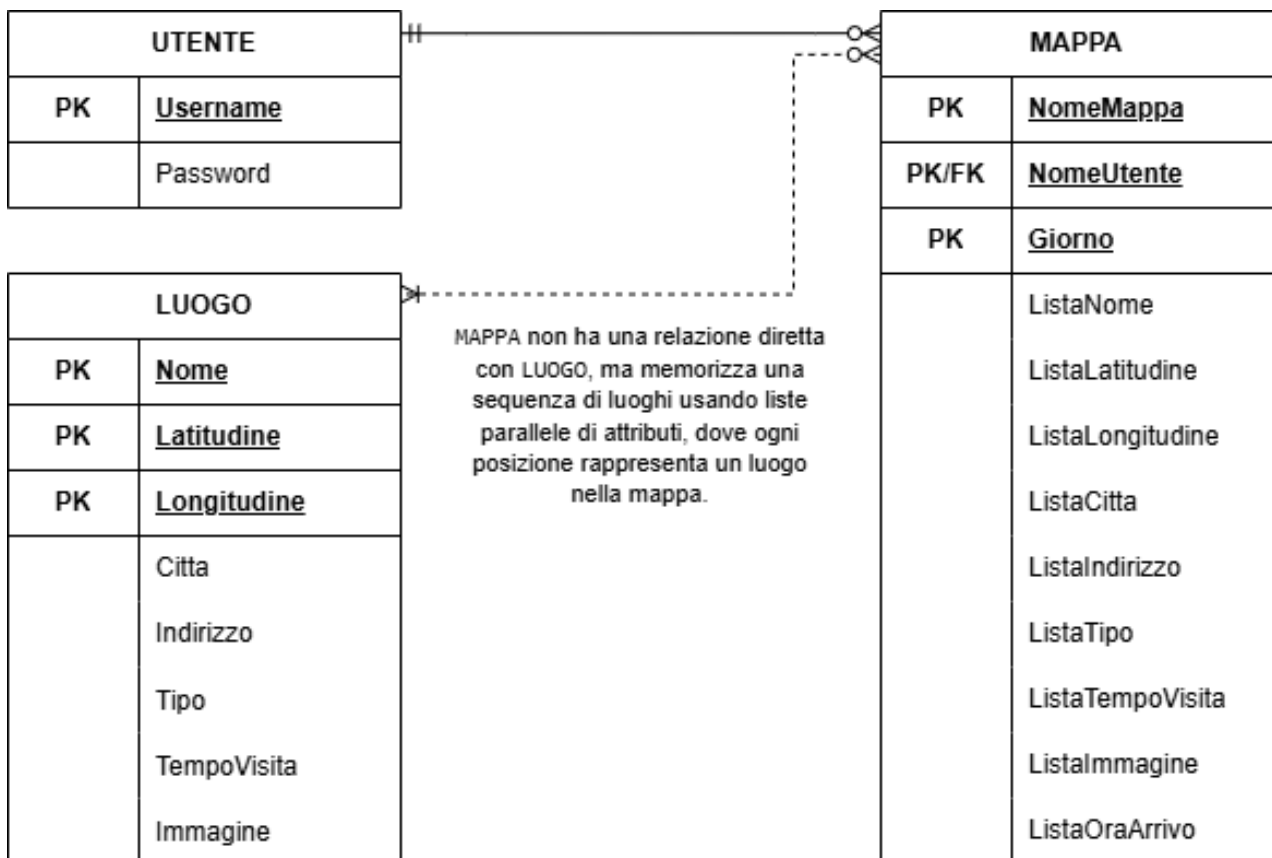 UTENTE
PK Username
Password
LUOGO
PK Nome
PK Latitudine
PK Longitudine
Citta
Indirizzo
Tipo
TempoVisita
Immagine
MAPPA non ha una relazione diretta
con LUOGO, ma memorizza una
sequenza di luoghi usando liste
parallele di attributi, dove ogni
posizione rappresenta un luogo
nella mappa.
MAPPA
PK NomeMappa
PK/FK NomeUtente
PK Giorno
ListaNome
ListaLatitudine
ListaLongitudine
ListaCitta
ListaIndirizzo
ListaTipo
ListaTempoVisita
ListaImmagine
ListaOraArrivo